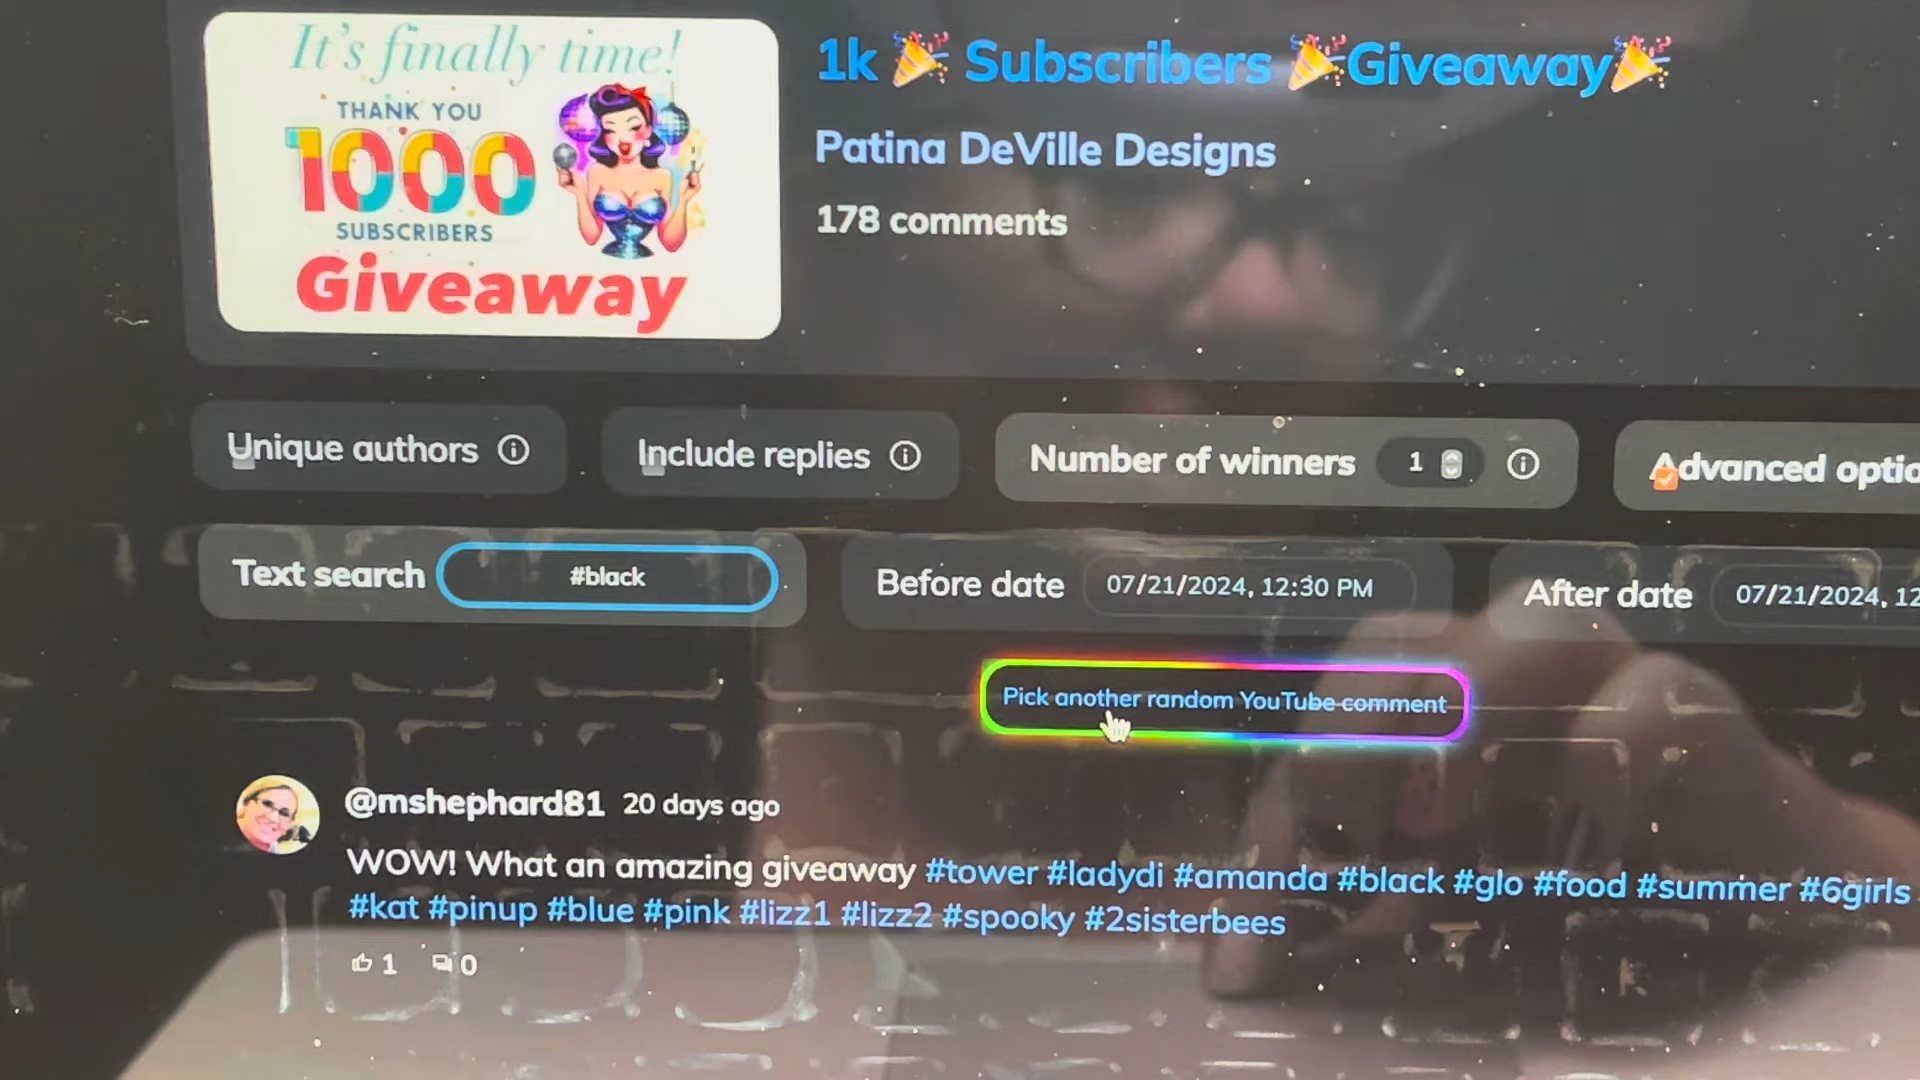 It's finally time!
THANK YOU
1000
SUBSCRIBERS
Giveaway
1k 🎉 Subscribers 🎉Giveaway🎉
Patina DeVille Designs
178 comments
Unique authors
Include replies
Number of winners 1
Advanced optio
Text search #black
Before date 07/21/2024, 12:30 PM
After date 07/21/2024, 12
Pick another random YouTube comment
@mshephard81 20 days ago
WOW! What an amazing giveaway #tower #ladydi #amanda #black #glo #food #summer #6girls
#kat #pinup #blue #pink #lizz1 #lizz2 #spooky #2sisterbees
1 0